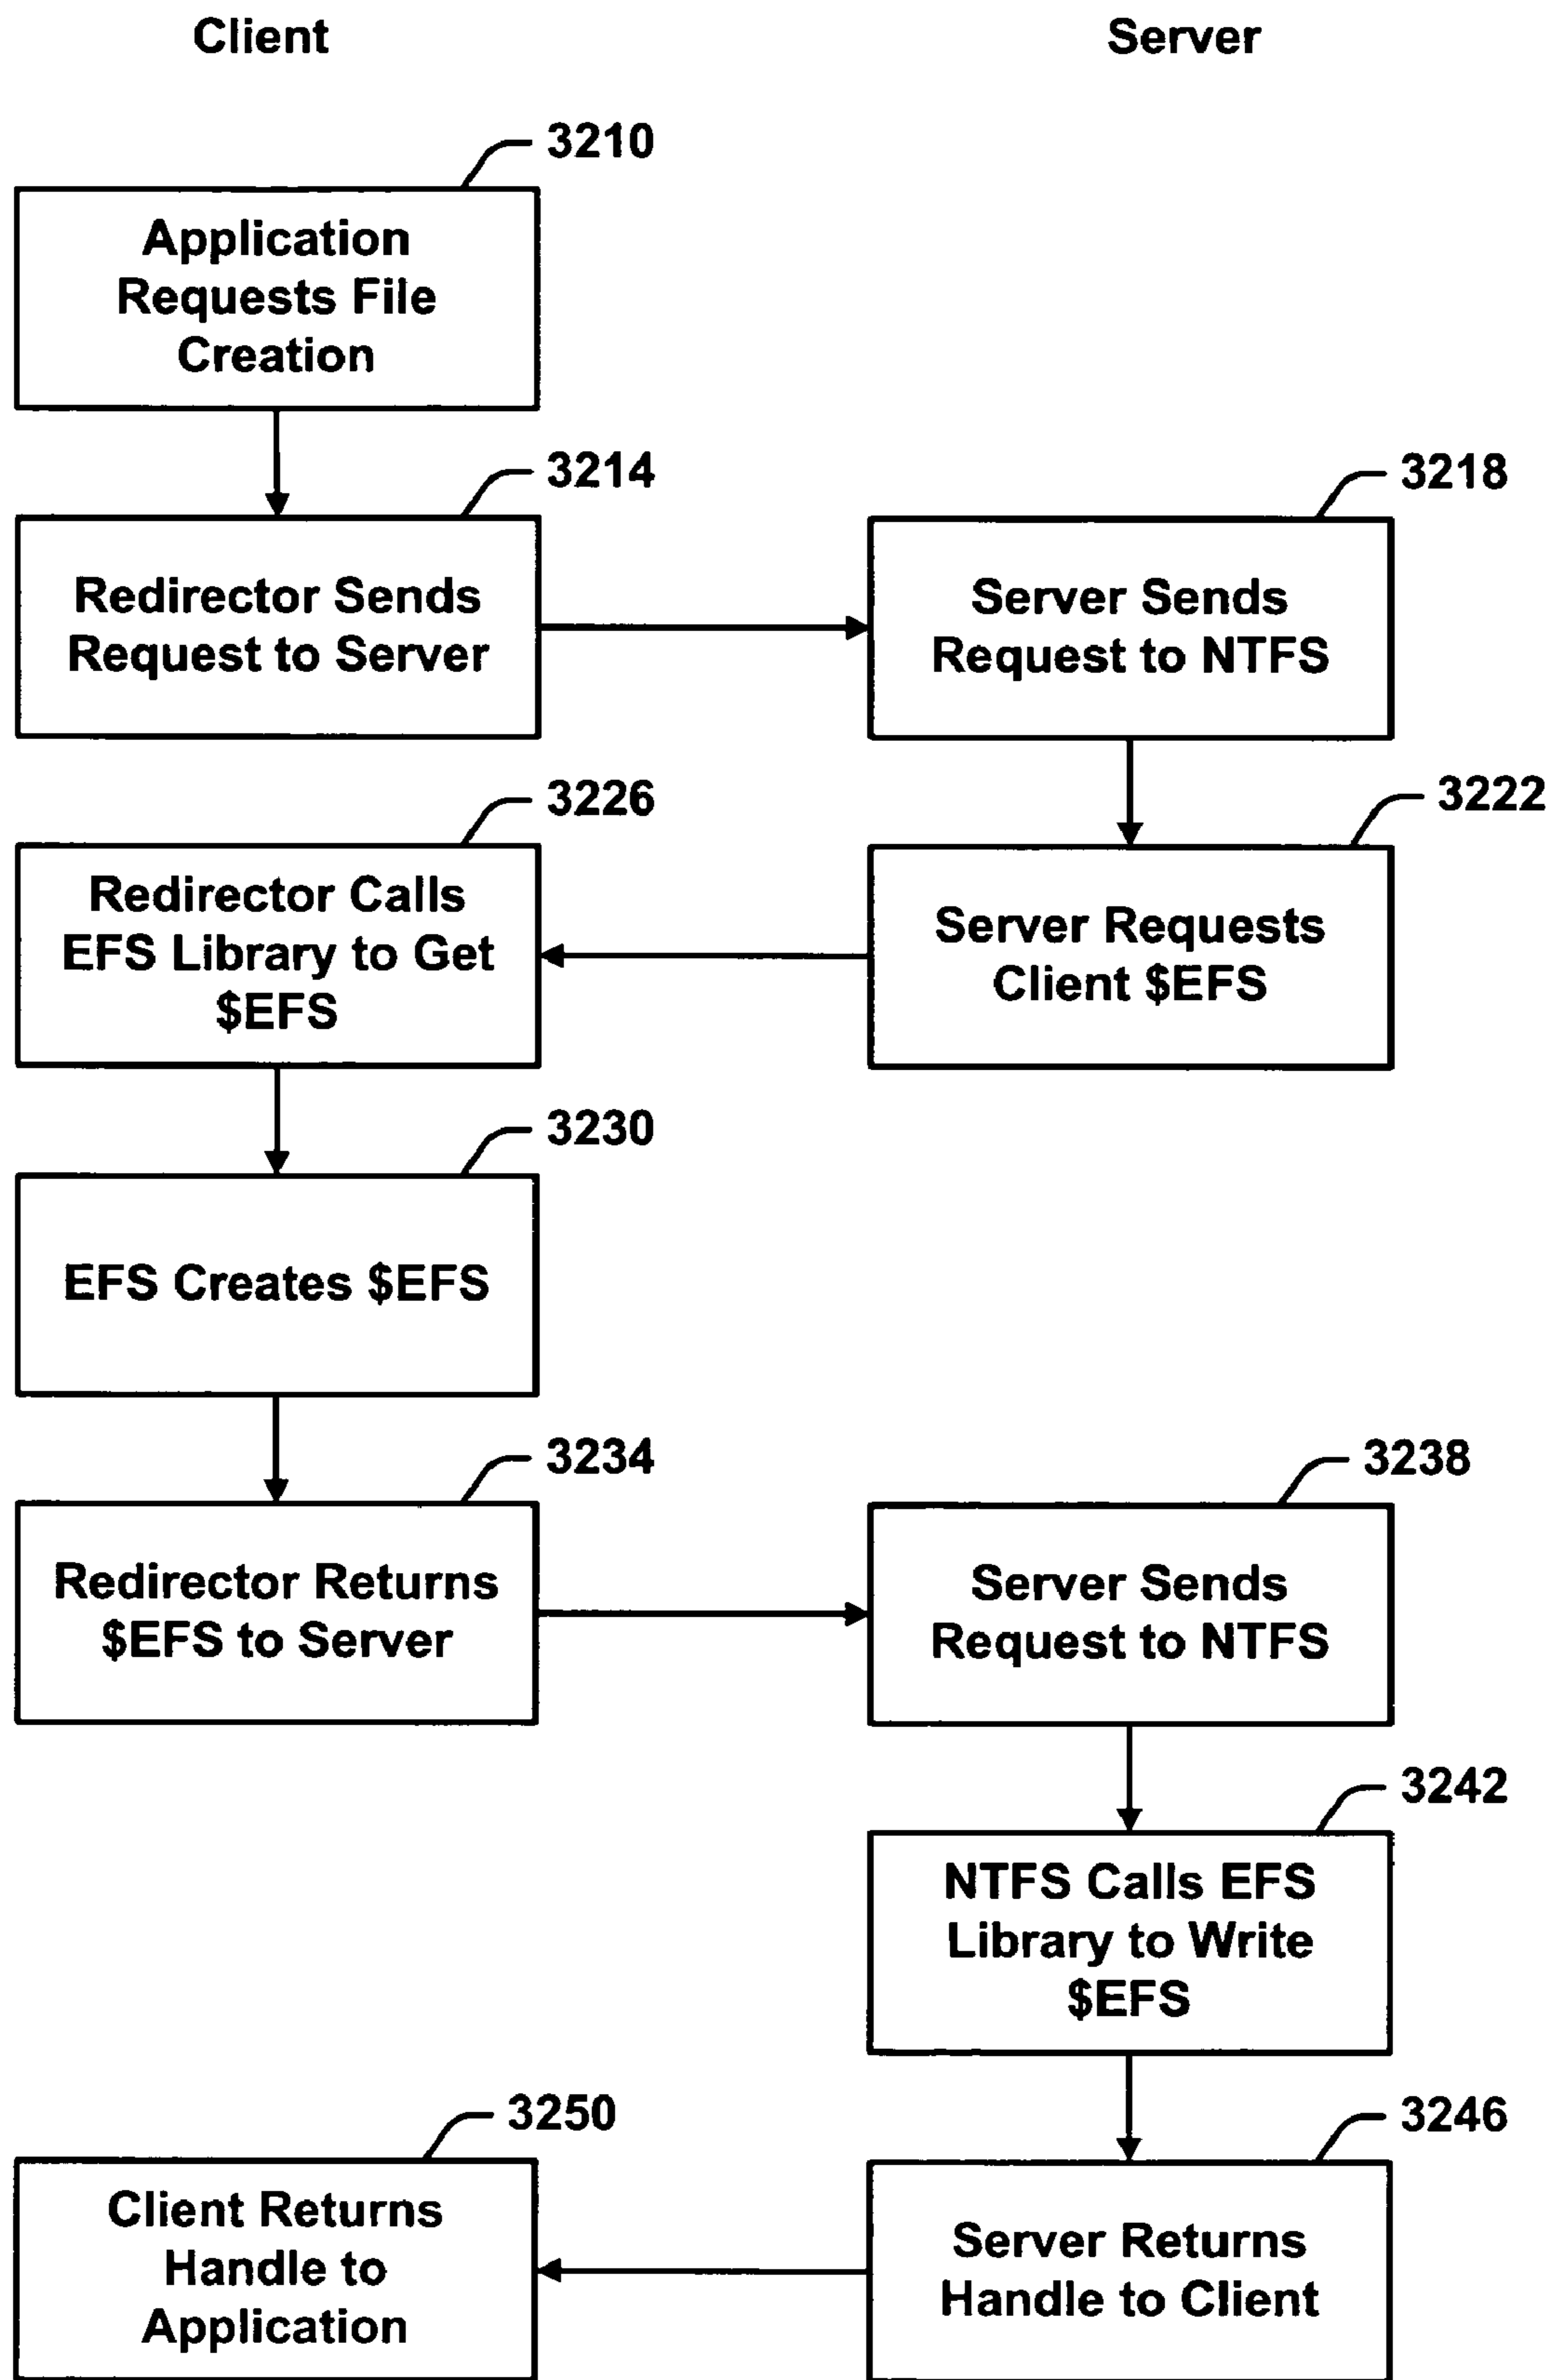 Client
Server
3210
Application
Requests File
Creation
3214
Redirector Sends
Request to Server
3218
Server Sends
Request to NTFS
3222
Server Requests
Client $EFS
3226
Redirector Calls
EFS Library to Get
$EFS
3230
EFS Creates $EFS
3234
Redirector Returns
$EFS to Server
3238
Server Sends
Request to NTFS
3242
NTFS Calls EFS
Library to Write
$EFS
3246
Server Returns
Handle to Client
3250
Client Returns
Handle to
Application